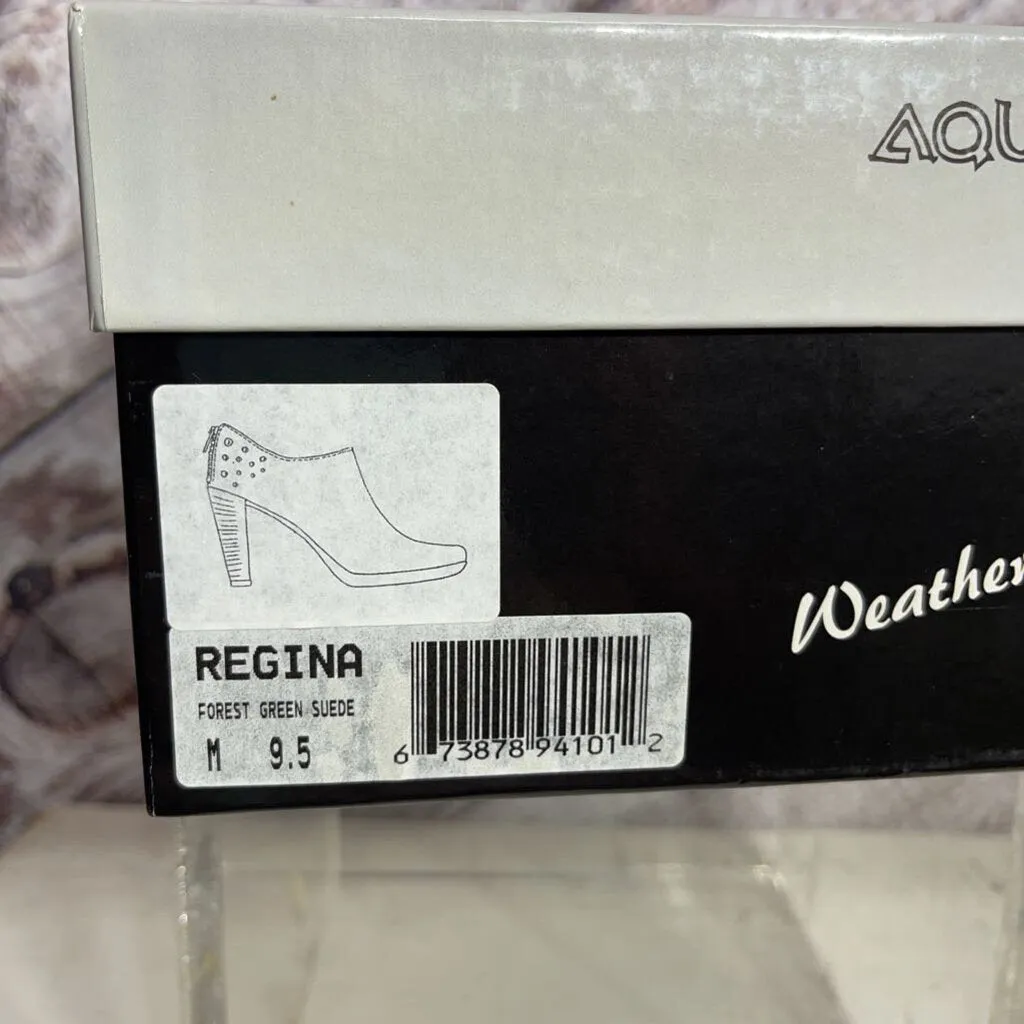 AQU
Weather
REGINA
FOREST GREEN SUEDE
M 9.5
6 73878 94101 2